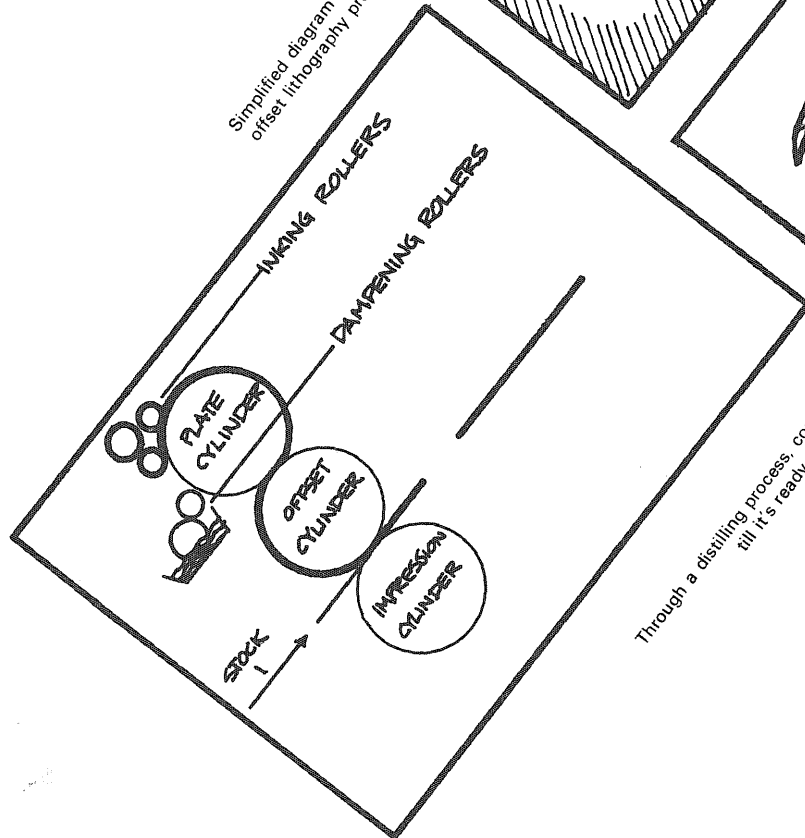 Simplified diagram
offset lithography
INKING ROLLERS
DAMPENING ROLLERS
PLATE
CYLINDER
OFFSET
CYLINDER
IMPRESSION
CYLINDER
STOCK
Through a distilling process,
till it's ready